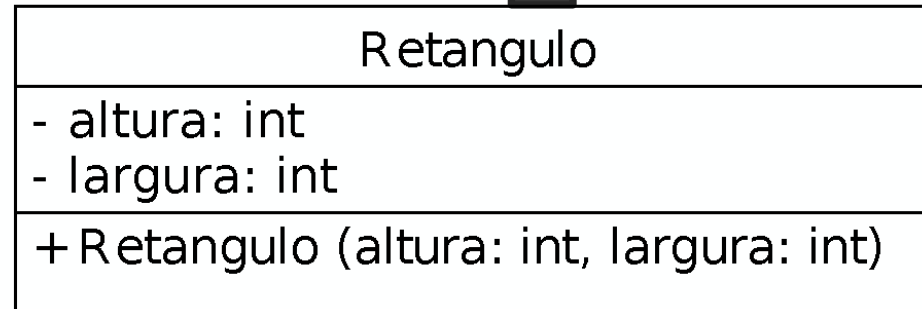 Retangulo
- altura: int
- largura: int
+ Retangulo (altura: int, largura: int)